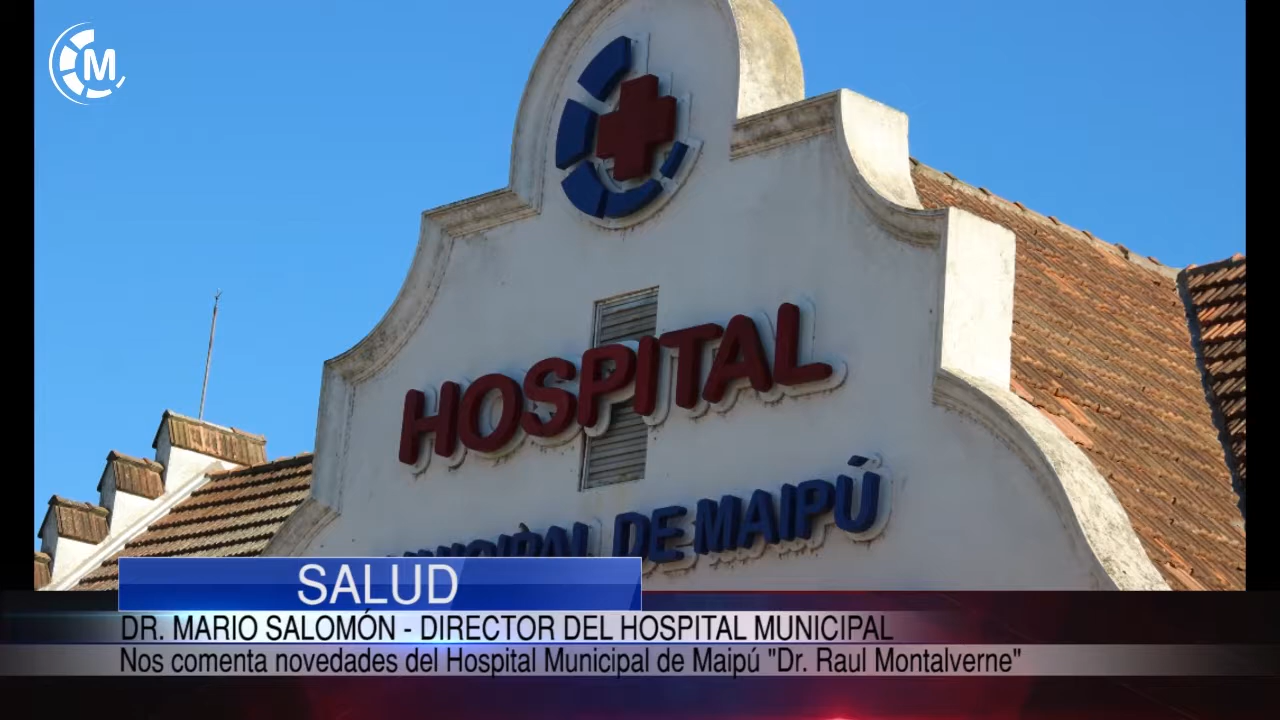 M
HOSPITAL
MUNICIPAL DE MAIPÚ
SALUD
DR. MARIO SALOMÓN - DIRECTOR DEL HOSPITAL MUNICIPAL
Nos comenta novedades del Hospital Municipal de Maipú "Dr. Raul Montalverne"